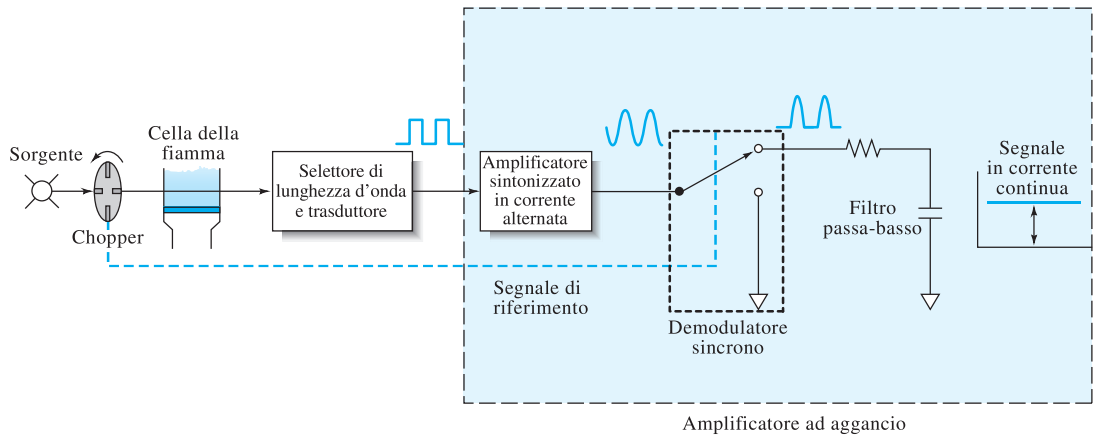 Sorgente
Chopper
Cella della
fiamma
Selettore di
lunghezza d'onda
e trasduttore
Amplificatore
sintonizzato
in corrente
alternata
Segnale di
riferimento
Demodulatore
sincrono
Filtro
passa-basso
Segnale
in corrente
continua
Amplificatore ad aggancio